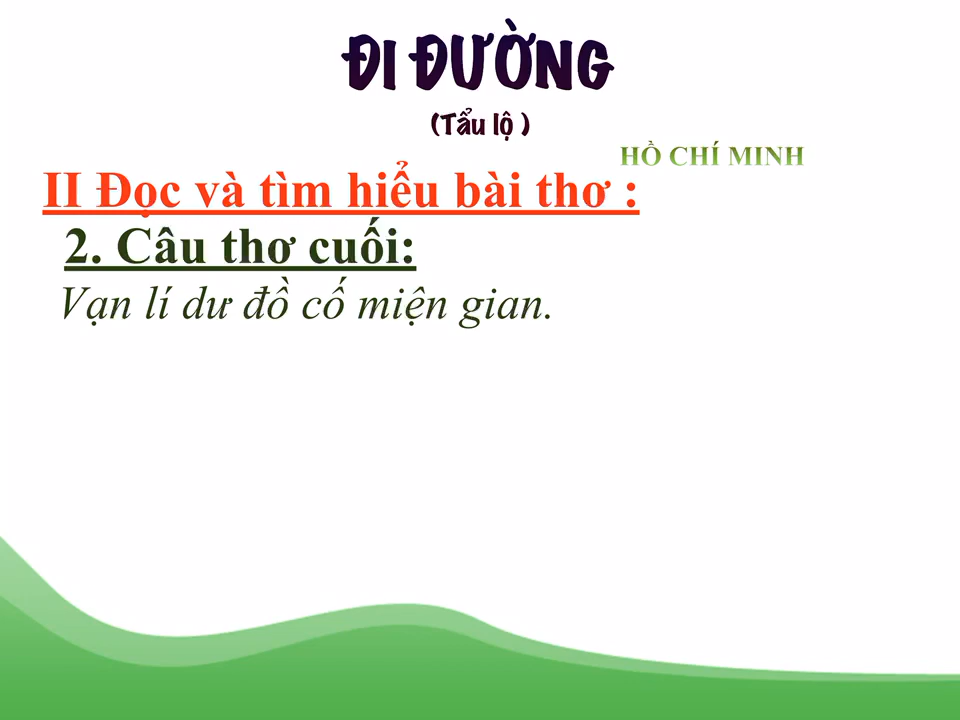 ĐI ĐƯỜNG
(Tẩu lộ )
HỒ CHÍ MINH
II Đọc và tìm hiểu bài thơ :
2. Câu thơ cuối:
Vạn lí dư đồ cố miện gian.